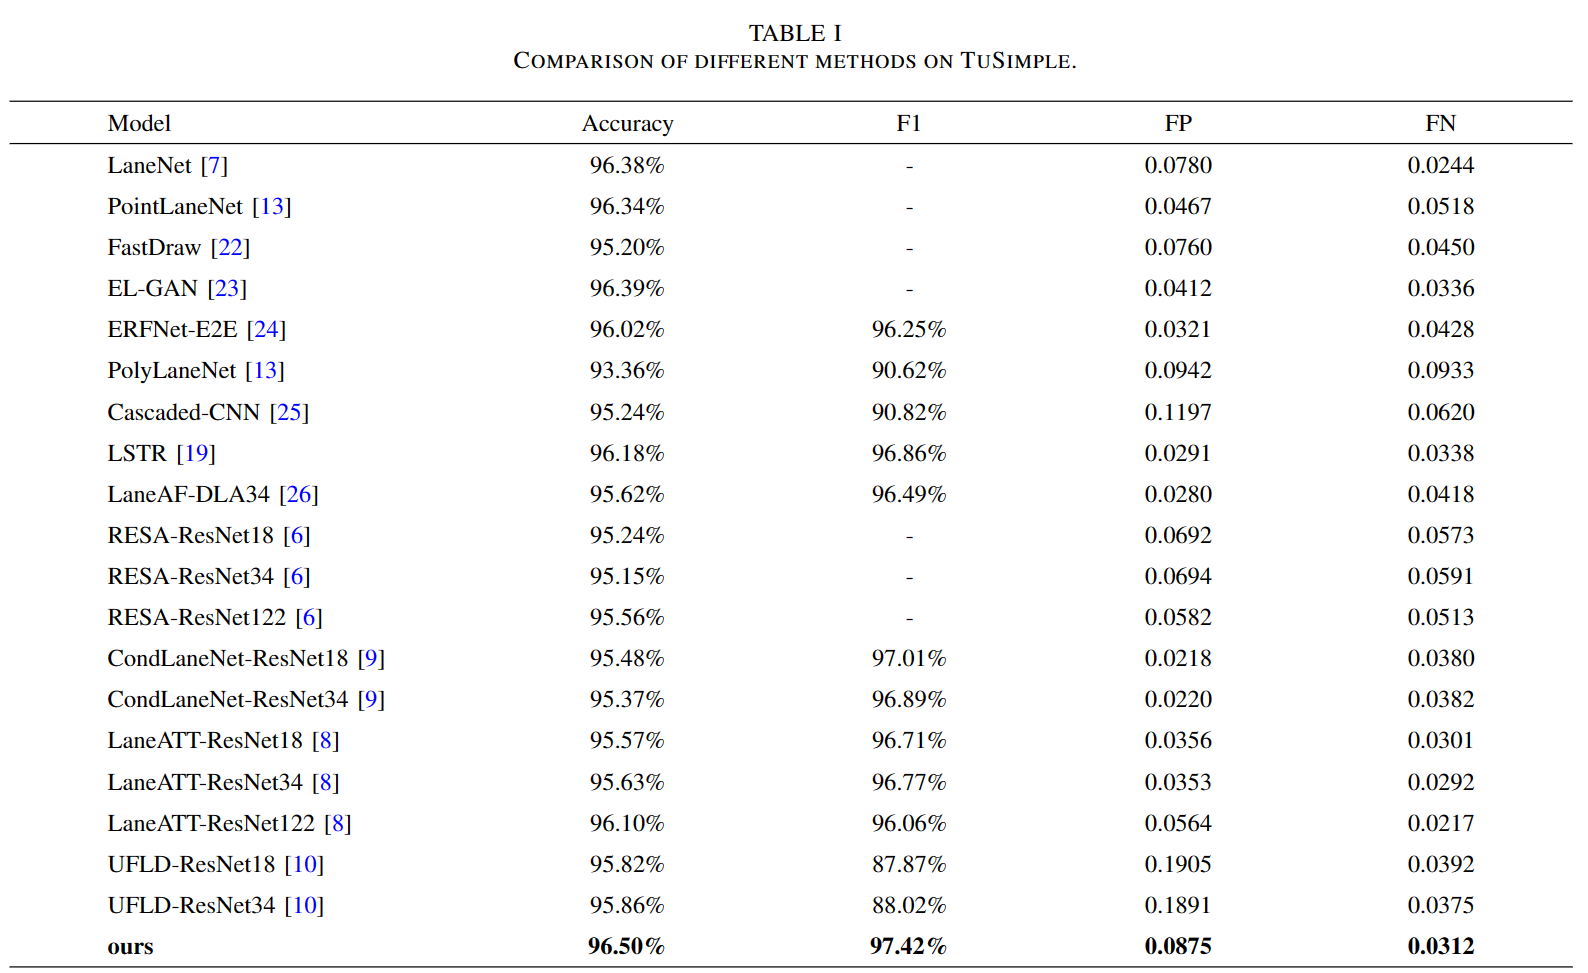 TABLE I
COMPARISON OF DIFFERENT METHODS ON TUSIMPLE.
Model Accuracy F1 FP FN
LaneNet [7] 96.38% - 0.0780 0.0244
PointLaneNet [13] 96.34% - 0.0467 0.0518
FastDraw [22] 95.20% - 0.0760 0.0450
EL-GAN [23] 96.39% - 0.0412 0.0336
ERFNet-E2E [24] 96.02% 96.25% 0.0321 0.0428
PolyLaneNet [13] 93.36% 90.62% 0.0942 0.0933
Cascaded-CNN [25] 95.24% 90.82% 0.1197 0.0620
LSTR [19] 96.18% 96.86% 0.0291 0.0338
LaneAF-DLA34 [26] 95.62% 96.49% 0.0280 0.0418
RESA-ResNet18 [6] 95.24% - 0.0692 0.0573
RESA-ResNet34 [6] 95.15% - 0.0694 0.0591
RESA-ResNet122 [6] 95.56% - 0.0582 0.0513
CondLaneNet-ResNet18 [9] 95.48% 97.01% 0.0218 0.0380
CondLaneNet-ResNet34 [9] 95.37% 96.89% 0.0220 0.0382
LaneATT-ResNet18 [8] 95.57% 96.71% 0.0356 0.0301
LaneATT-ResNet34 [8] 95.63% 96.77% 0.0353 0.0292
LaneATT-ResNet122 [8] 96.10% 96.06% 0.0564 0.0217
UFLD-ResNet18 [10] 95.82% 87.87% 0.1905 0.0392
UFLD-ResNet34 [10] 95.86% 88.02% 0.1891 0.0375
ours 96.50% 97.42% 0.0875 0.0312